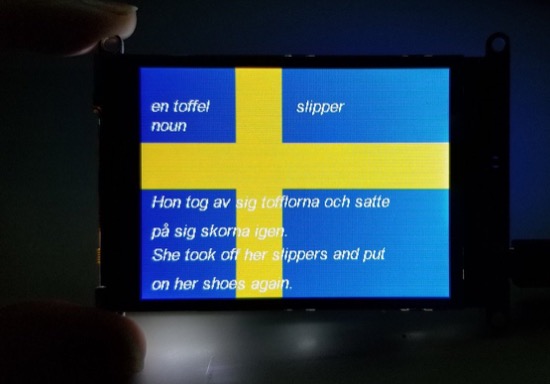 en toffel
noun
slipper
Hon tog av sig tofflorna och satte
på sig skorna igen.
She took off her slippers and put
on her shoes again.